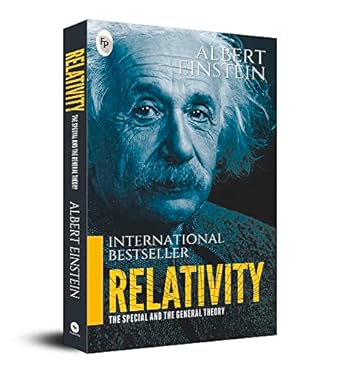 RELATIVITY
THE SPECIAL AND THE GENERAL THEORY
ALBERT EINSTEIN
FP
ALBERT
EINSTEIN
INTERNATIONAL
BESTSELLER
RELATIVITY
THE SPECIAL AND THE GENERAL THEORY